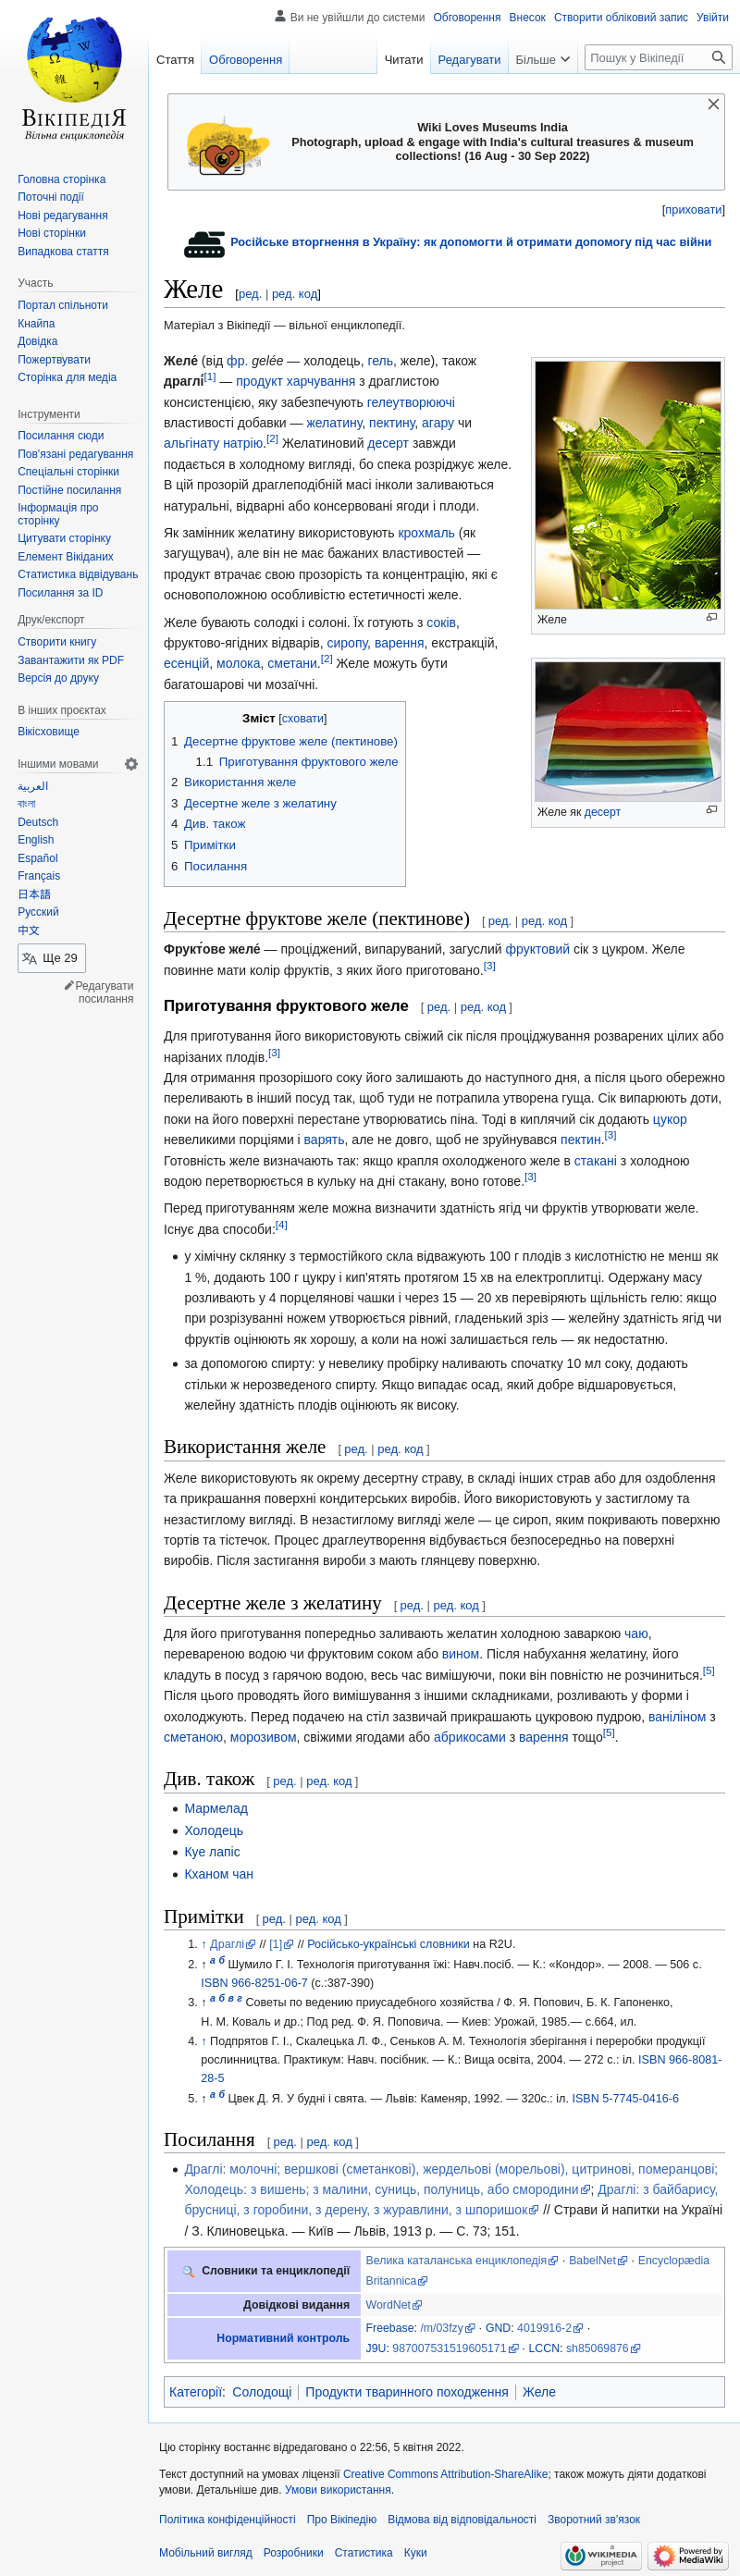 Ви не увійшли до системи Обговорення Внесок Створити обліковий запис Увійти
Стаття Обговорення Читати Редагувати Більше Пошук у Вікіпедії
ВікіпедіЯ
Вільна енциклопедія
Головна сторінка
Поточні події
Нові редагування
Нові сторінки
Випадкова стаття
Участь
Портал спільноти
Кнайпа
Довідка
Пожертвувати
Сторінка для медіа
Інструменти
Посилання сюди
Пов'язані редагування
Спеціальні сторінки
Постійне посилання
Інформація про
сторінку
Цитувати сторінку
Елемент Вікіданих
Статистика відвідувань
Посилання за ID
Друк/експорт
Створити книгу
Завантажити як PDF
Версія до друку
В інших проєктах
Вікісховище
Іншими мовами
العربية
বাংলা
Deutsch
English
Español
Français
日本語
Русский
中文
Ще 29
Редагувати
посилання
Wiki Loves Museums India
Photograph, upload & engage with India's cultural treasures & museum
collections! (16 Aug - 30 Sep 2022)
[приховати]
Російське вторгнення в Україну: як допомогти й отримати допомогу під час війни
Желе [ред. | ред. код]
Матеріал з Вікіпедії — вільної енциклопедії.
Желе́ (від фр. gelée — холодець, гель, желе), також
драглі́[1] — продукт харчування з драглистою
консистенцією, яку забезпечують гелеутворюючі
властивості добавки — желатину, пектину, агару чи
альгінату натрію.[2] Желатиновий десерт завжди
подається в холодному вигляді, бо спека розріджує желе.
В цій прозорій драглеподібній масі інколи заливаються
натуральні, відварні або консервовані ягоди і плоди.
Як замінник желатину використовують крохмаль (як
загущувач), але він не має бажаних властивостей —
продукт втрачає свою прозорість та концентрацію, які є
основоположною особливістю естетичності желе.
Желе бувають солодкі і солоні. Їх готують з соків,
фруктово-ягідних відварів, сиропу, варення, екстракцій,
есенцій, молока, сметани.[2] Желе можуть бути
багатошарові чи мозаїчні.
Желе
Желе як десерт
Зміст [сховати]
1 Десертне фруктове желе (пектинове)
1.1 Приготування фруктового желе
2 Використання желе
3 Десертне желе з желатину
4 Див. також
5 Примітки
6 Посилання
Десертне фруктове желе (пектинове) [ ред. | ред. код ]
Фрукто́ве желе́ — проціджений, випаруваний, загуслий фруктовий сік з цукром. Желе
повинне мати колір фруктів, з яких його приготовано.[3]
Приготування фруктового желе [ ред. | ред. код ]
Для приготування його використовують свіжий сік після проціджування розварених цілих або
нарізаних плодів.[3]
Для отримання прозорішого соку його залишають до наступного дня, а після цього обережно
переливають в інший посуд так, щоб туди не потрапила утворена гуща. Сік випарюють доти,
поки на його поверхні перестане утворюватись піна. Тоді в киплячий сік додають цукор
невеликими порціями і варять, але не довго, щоб не зруйнувався пектин.[3]
Готовність желе визначають так: якщо крапля охолодженого желе в стакані з холодною
водою перетворюється в кульку на дні стакану, воно готове.[3]
Перед приготуванням желе можна визначити здатність ягід чи фруктів утворювати желе.
Існує два способи:[4]
• у хімічну склянку з термостійкого скла відважують 100 г плодів з кислотністю не менш як
1 %, додають 100 г цукру і кип'ятять протягом 15 хв на електроплитці. Одержану масу
розливають у 4 порцелянові чашки і через 15 — 20 хв перевіряють щільність гелю: якщо
при розрізуванні ножем утворюється рівний, гладенький зріз — желейну здатність ягід чи
фруктів оцінюють як хорошу, а коли на ножі залишається гель — як недостатню.
• за допомогою спирту: у невелику пробірку наливають спочатку 10 мл соку, додають
стільки ж нерозведеного спирту. Якщо випадає осад, який добре відшаровується,
желейну здатність плодів оцінюють як високу.
Використання желе [ ред. | ред. код ]
Желе використовують як окрему десертну страву, в складі інших страв або для оздоблення
та прикрашання поверхні кондитерських виробів. Його використовують у застиглому та
незастиглому вигляді. В незастиглому вигляді желе — це сироп, яким покривають поверхню
тортів та тістечок. Процес драглеутворення відбувається безпосередньо на поверхні
виробів. Після застигання вироби з мають глянцеву поверхню.
Десертне желе з желатину [ ред. | ред. код ]
Для його приготування попередньо заливають желатин холодною заваркою чаю,
перевареною водою чи фруктовим соком або вином. Після набухання желатину, його
кладуть в посуд з гарячою водою, весь час вимішуючи, поки він повністю не розчиниться.[5]
Після цього проводять його вимішування з іншими складниками, розливають у форми і
охолоджують. Перед подачею на стіл зазвичай прикрашають цукровою пудрою, ваніліном з
сметаною, морозивом, свіжими ягодами або абрикосами з варення тощо[5].
Див. також [ ред. | ред. код ]
• Мармелад
• Холодець
• Куе лапіс
• Кханом чан
Примітки [ ред. | ред. код ]
1. ↑ Драглі // [1] // Російсько-українські словники на R2U.
2. ↑ а б Шумило Г. І. Технологія приготування їжі: Навч.посіб. — К.: «Кондор». — 2008. — 506 с.
ISBN 966-8251-06-7 (с.:387-390)
3. ↑ а б в г Советы по ведению приусадебного хозяйства / Ф. Я. Попович, Б. К. Гапоненко,
Н. М. Коваль и др.; Под ред. Ф. Я. Поповича. — Киев: Урожай, 1985.— с.664, ил.
4. ↑ Подпрятов Г. І., Скалецька Л. Ф., Сеньков А. М. Технологія зберігання і переробки продукції
рослинництва. Практикум: Навч. посібник. — К.: Вища освіта, 2004. — 272 с.: іл. ISBN 966-8081-
28-5
5. ↑ а б Цвек Д. Я. У будні і свята. — Львів: Каменяр, 1992. — 320с.: іл. ISBN 5-7745-0416-6
Посилання [ ред. | ред. код ]
• Драглі: молочні; вершкові (сметанкові), жердельові (морельові), цитринові, померанцові;
Холодець: з вишень; з малини, суниць, полуниць, або смородини; Драглі: з байбарису,
брусниці, з горобини, з дерену, з журавлини, з шпоришок // Страви й напитки на Україні
/ З. Клиновецька. — Київ — Львів, 1913 р. — С. 73; 151.
Словники та енциклопедії Велика каталанська енциклопедія · BabelNet · Encyclopædia
Britannica
Довідкові видання WordNet
Нормативний контроль Freebase: /m/03fzy · GND: 4019916-2 ·
J9U: 987007531519605171 · LCCN: sh85069876
Категорії: Солодощі | Продукти тваринного походження | Желе
Цю сторінку востаннє відредаговано о 22:56, 5 квітня 2022.
Текст доступний на умовах ліцензії Creative Commons Attribution-ShareAlike; також можуть діяти додаткові
умови. Детальніше див. Умови використання.
Політика конфіденційності Про Вікіпедію Відмова від відповідальності Зворотний зв'язок
Мобільний вигляд Розробники Статистика Куки
a WIKIMEDIA project Powered by MediaWiki